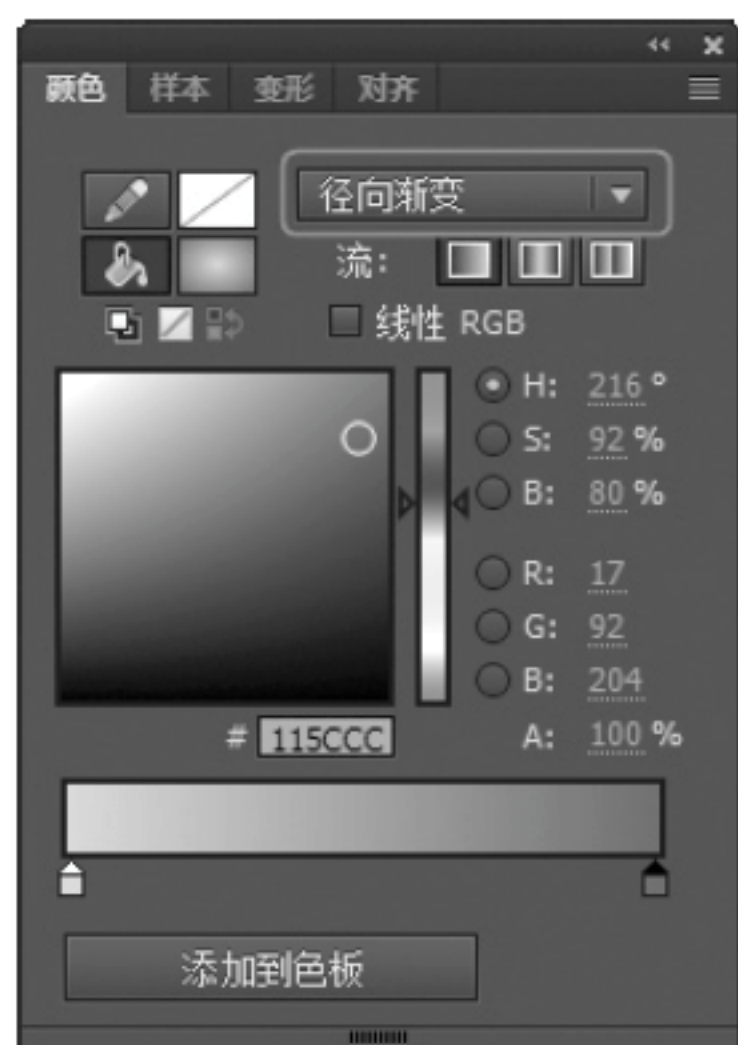 颜色 样本 变形 对齐
径向渐变
流:
线性 RGB
H: 216 °
S: 92 %
B: 80 %
R: 17
G: 92
B: 204
# 115CCC A: 100 %
添加到色板